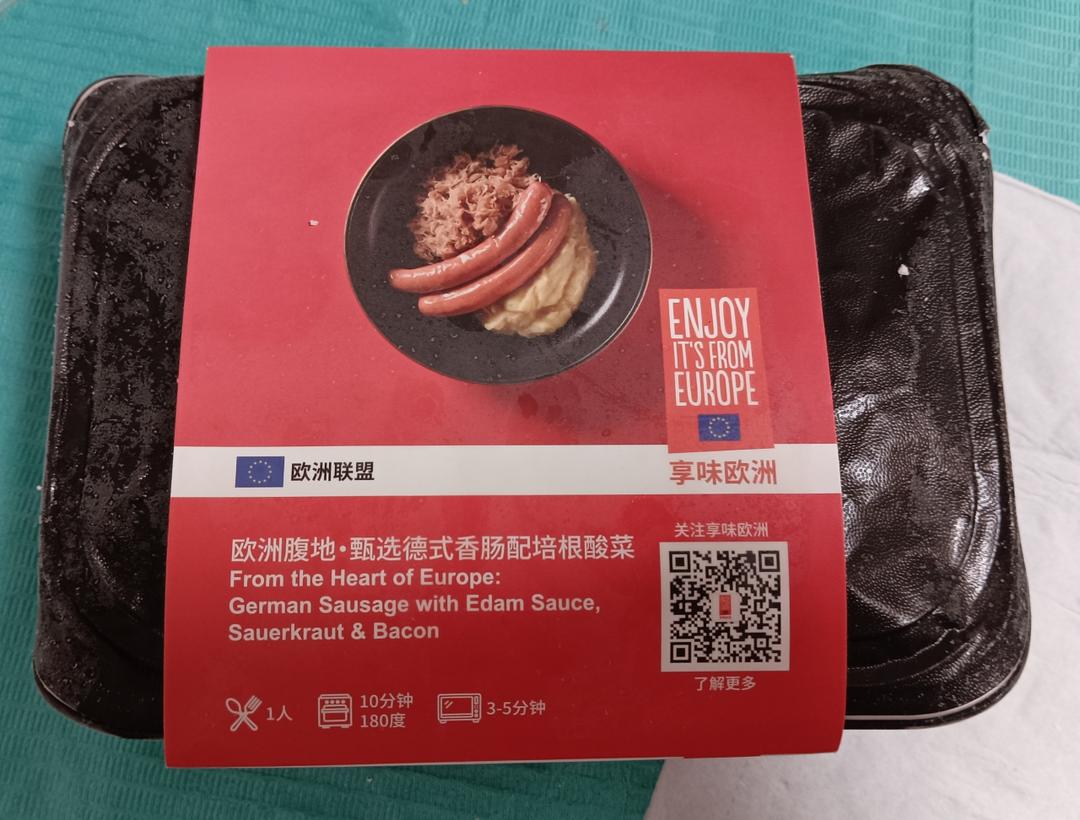 ENJOY
IT'S FROM
EUROPE
欧洲联盟
享味欧洲
欧洲腹地·甄选德式香肠配培根酸菜
From the Heart of Europe:
German Sausage with Edam Sauce,
Sauerkraut & Bacon
关注享味欧洲
了解更多
1人
10分钟
180度
3-5分钟